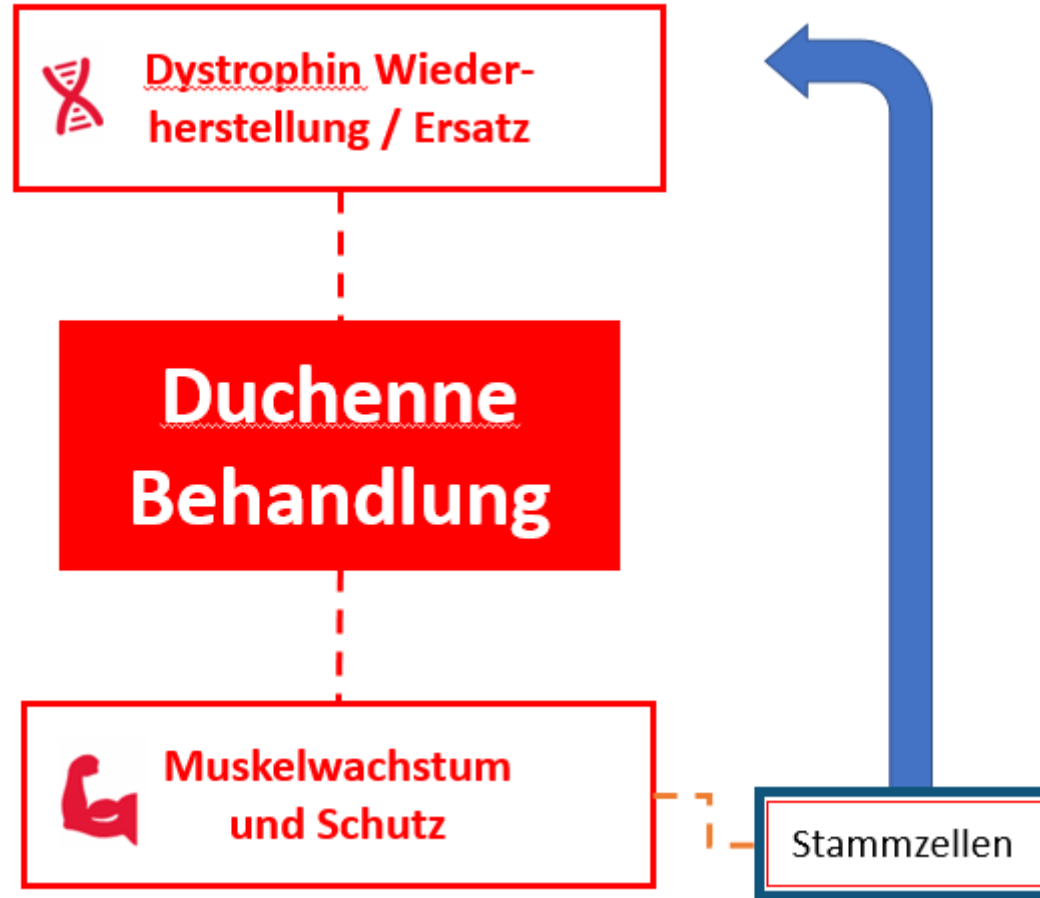 Dystrophin Wieder-
herstellung / Ersatz
Duchenne
Behandlung
Muskelwachstum
und Schutz
Stammzellen